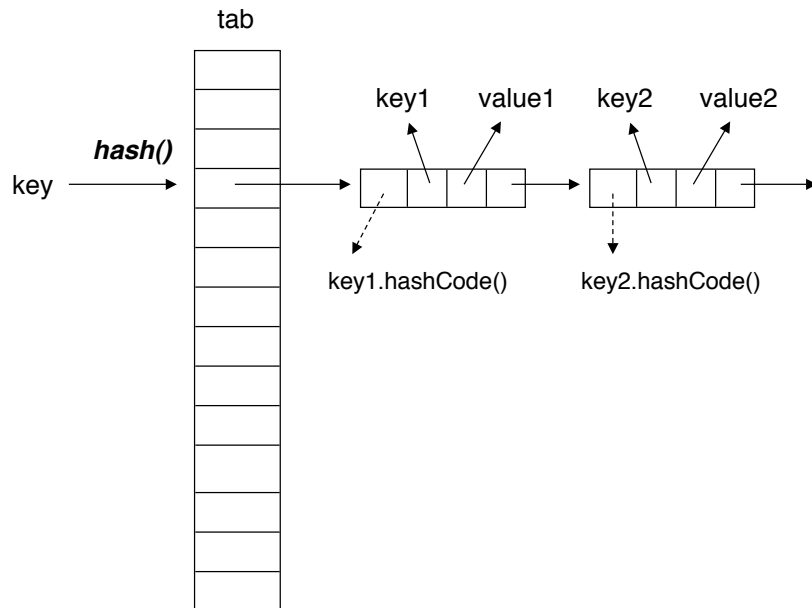 tab
key1
value1
key2
value2
hash()
key
key1.hashCode()
key2.hashCode()